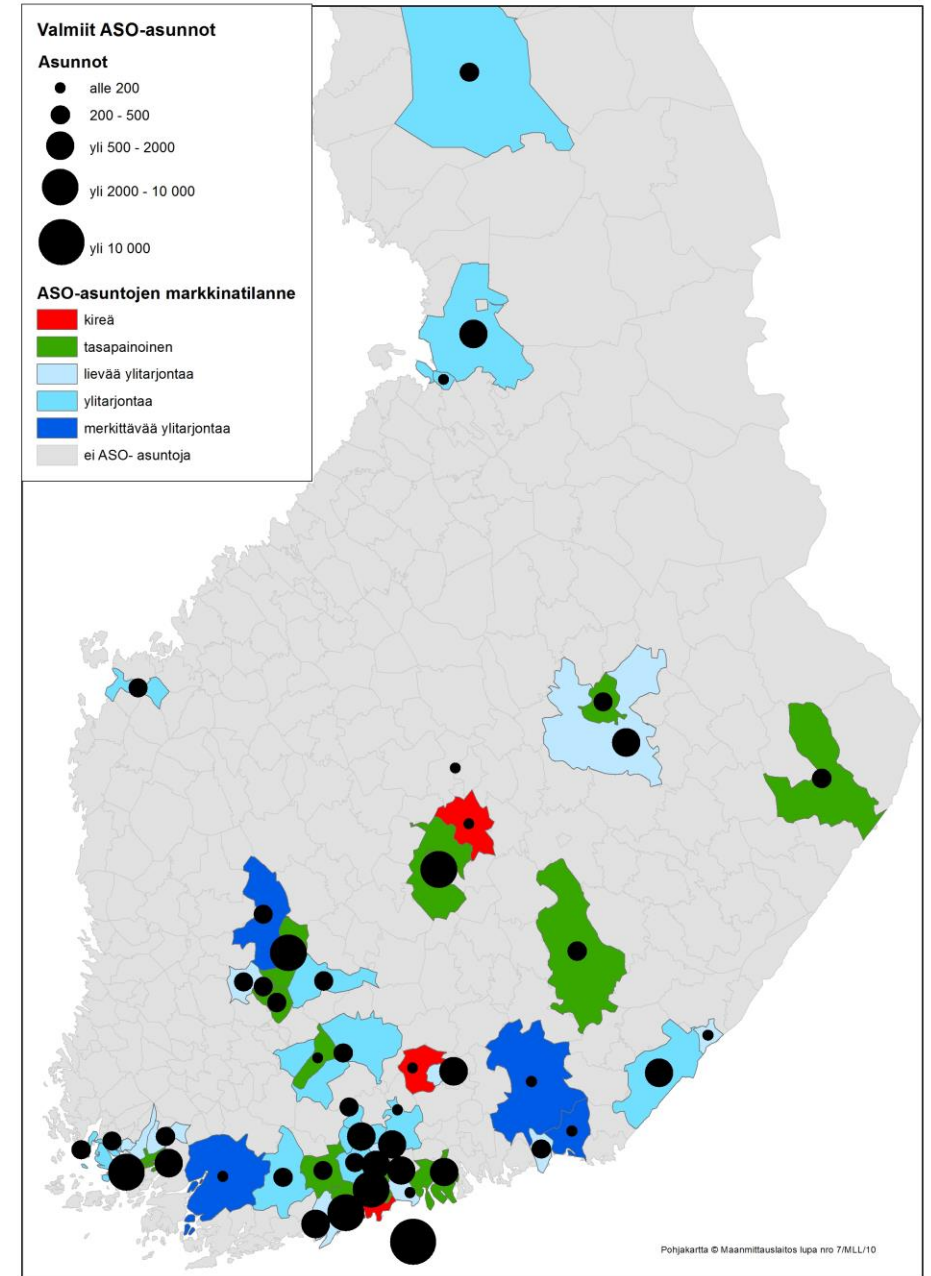 Valmiit ASO-asunnot
Asunnot
alle 200
200 - 500
yli 500 - 2000
yli 2000 - 10 000
yli 10 000
ASO-asuntojen markkinatilanne
kireä
tasapainoinen
lievää ylitarjontaa
ylitarjontaa
merkittävää ylitarjontaa
ei ASO- asuntoja
Pohjakartta © Maanmittauslaitos lupa nro 7/MLL/10